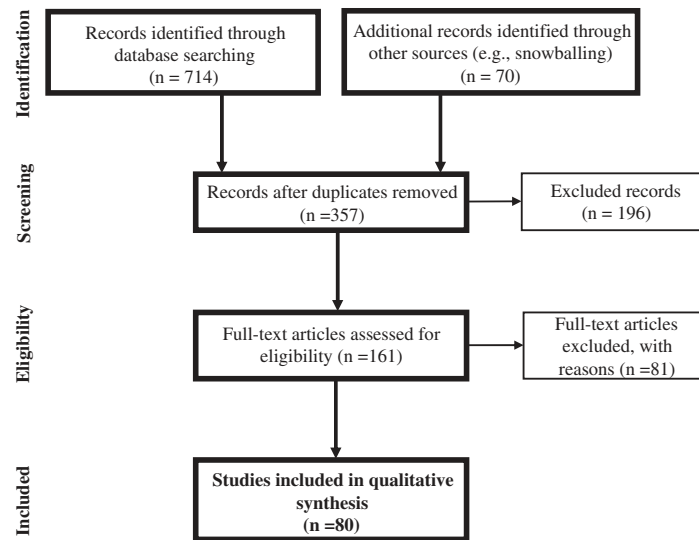 Identification
Records identified through
database searching
(n = 714)
Additional records identified through
other sources (e.g., snowballing)
(n = 70)
Screening
Records after duplicates removed
(n =357)
Excluded records
(n = 196)
Eligibility
Full-text articles assessed for
eligibility (n =161)
Full-text articles
excluded, with
reasons (n =81)
Included
Studies included in qualitative
synthesis
(n =80)